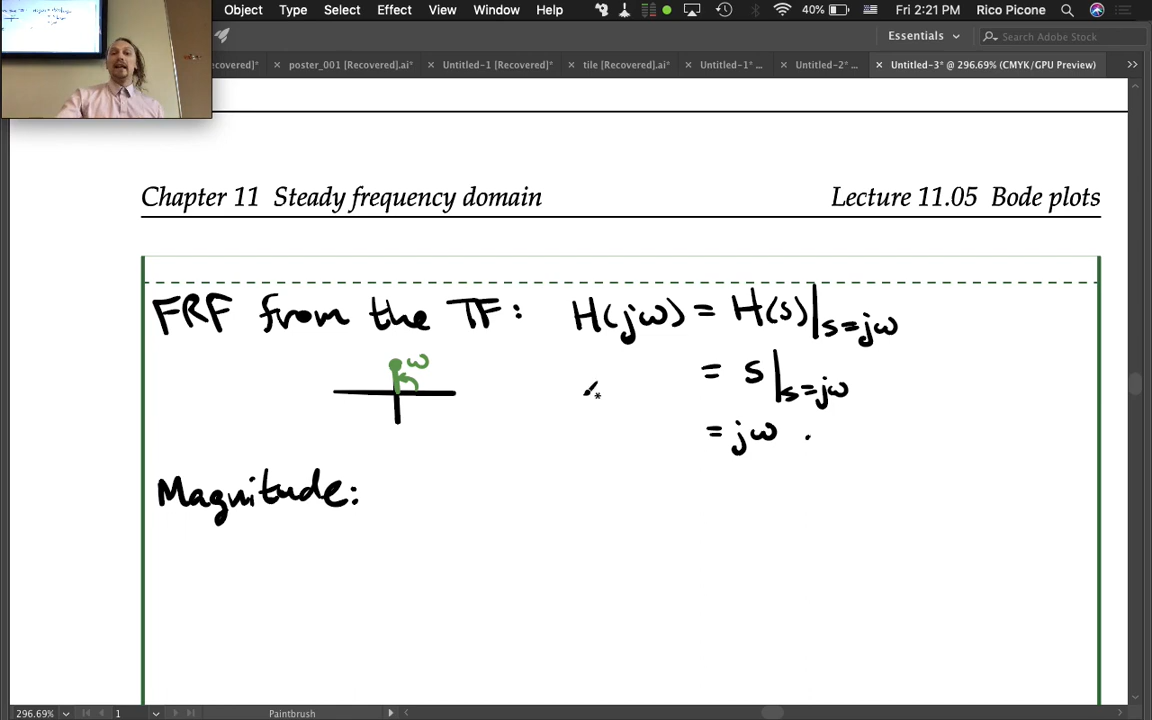 Object Type Select Effect View Window Help 40% Fri 2:21 PM Rico Picone
Essentials Search Adobe Stock
covered]* poster_001 [Recovered].ai* Untitled-1 [Recovered]* tile [Recovered].ai* Untitled-1* ... Untitled-2* ... Untitled-3* @ 296.69% (CMYK/GPU Preview)
Chapter 11 Steady frequency domain Lecture 11.05 Bode plots
FRF from the TF: H(jω) = H(s)|s=jω
ω
= s|s=jω
= jω .
Magnitude:
296.69% 1 Paintbrush